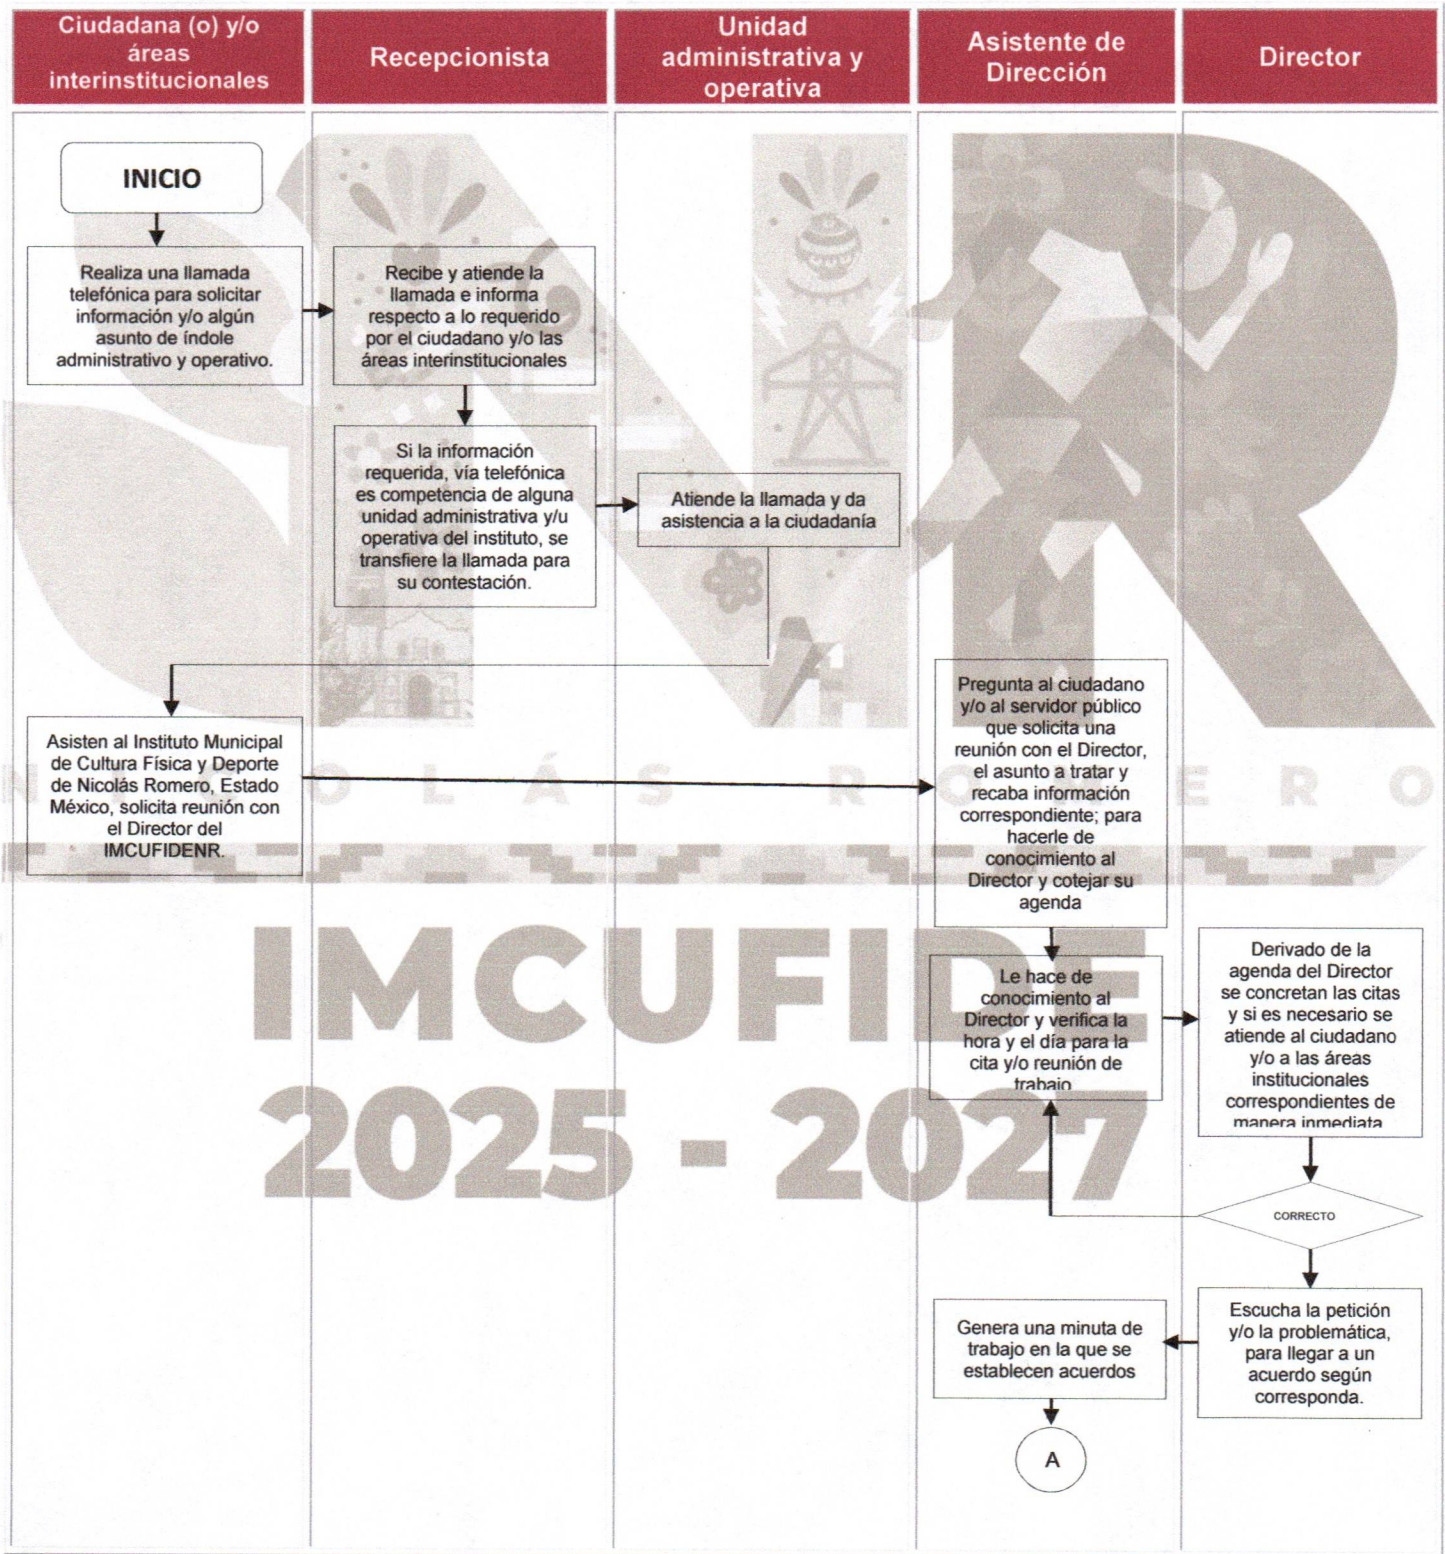 Ciudadana (o) y/o
áreas
interinstitucionales
Recepcionista
Unidad
administrativa y
operativa
Asistente de
Dirección
Director
INICIO
Realiza una llamada
telefónica para solicitar
información y/o algún
asunto de índole
administrativo y operativo.
Recibe y atiende la
llamada e informa
respecto a lo requerido
por el ciudadano y/o las
áreas interinstitucionales
Si la información
requerida, vía telefónica
es competencia de alguna
unidad administrativa y/u
operativa del instituto, se
transfiere la llamada para
su contestación.
Atiende la llamada y da
asistencia a la ciudadanía
Asisten al Instituto Municipal
de Cultura Física y Deporte
de Nicolás Romero, Estado
México, solicita reunión con
el Director del
IMCUFIDENR.
Pregunta al ciudadano
y/o al servidor público
que solicita una
reunión con el Director,
el asunto a tratar y
recaba información
correspondiente; para
hacerle de
conocimiento al
Director y cotejar su
agenda
Le hace de
conocimiento al
Director y verifica la
hora y el día para la
cita y/o reunión de
trabajo
Derivado de la
agenda del Director
se concretan las citas
y si es necesario se
atiende al ciudadano
y/o a las áreas
institucionales
correspondientes de
manera inmediata
CORRECTO
Escucha la petición
y/o la problemática,
para llegar a un
acuerdo según
corresponda.
Genera una minuta de
trabajo en la que se
establecen acuerdos
A
SNR
NICOLÁS ROMERO
IMCUFIDE
2025 - 2027